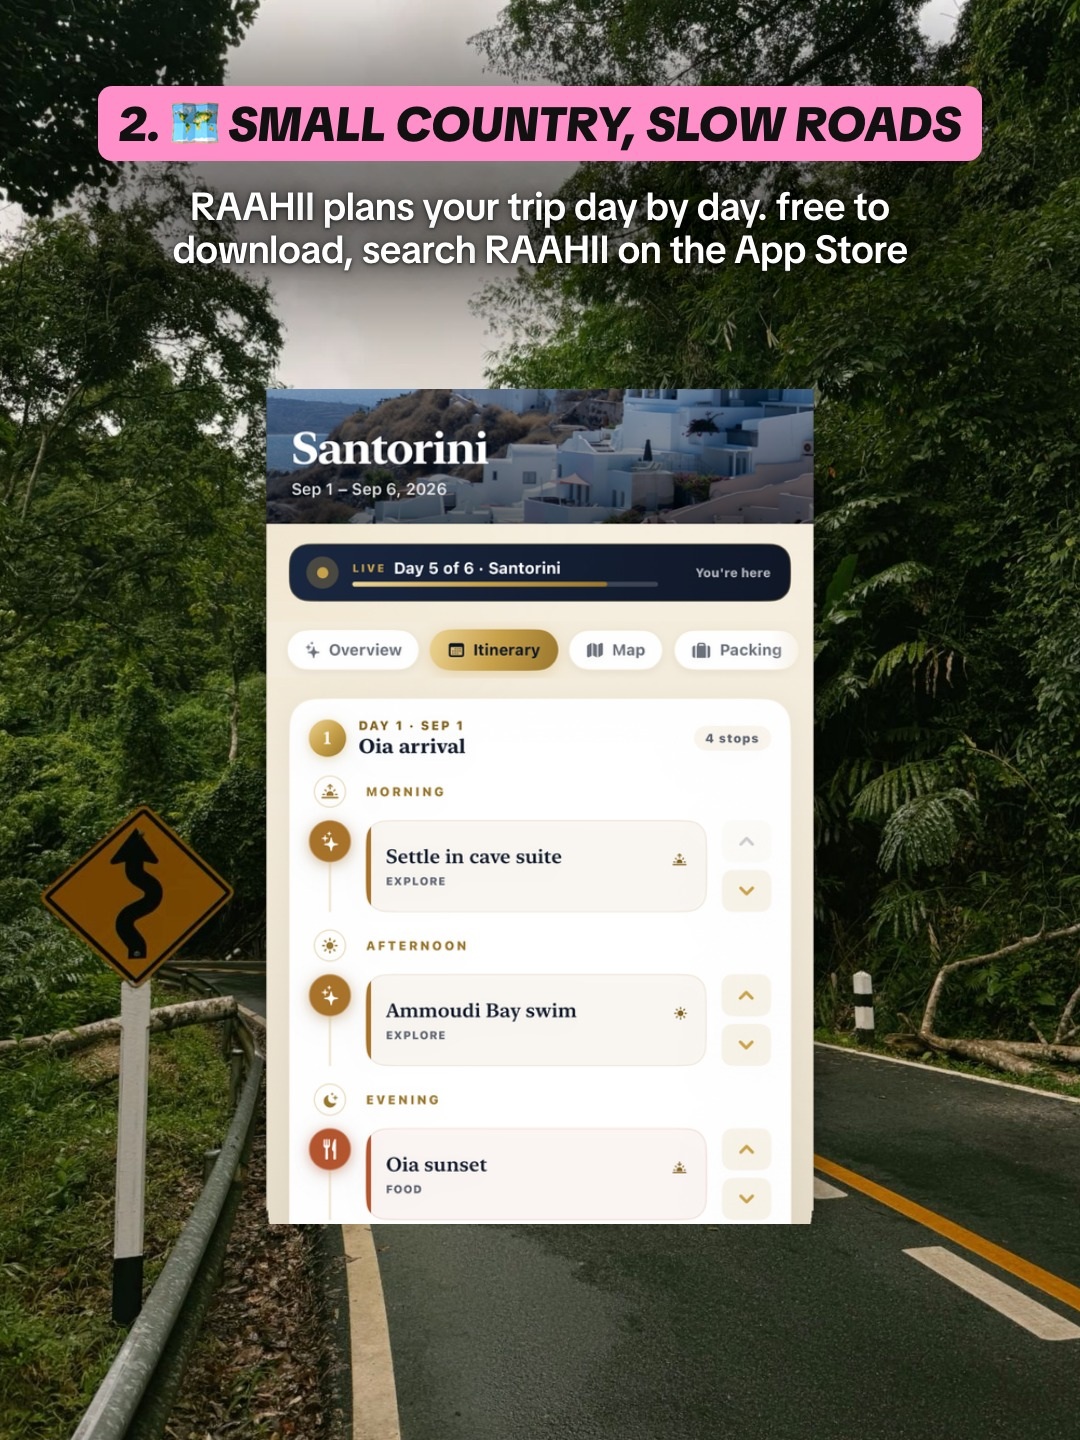 2. 🗺️ SMALL COUNTRY, SLOW ROADS
RAAHII plans your trip day by day. free to
download, search RAAHII on the App Store
Santorini
Sep 1 – Sep 6, 2026
LIVE Day 5 of 6 · Santorini
You're here
Overview Itinerary Map Packing
1
DAY 1 · SEP 1
Oia arrival
4 stops
MORNING
Settle in cave suite
EXPLORE
AFTERNOON
Ammoudi Bay swim
EXPLORE
EVENING
Oia sunset
FOOD